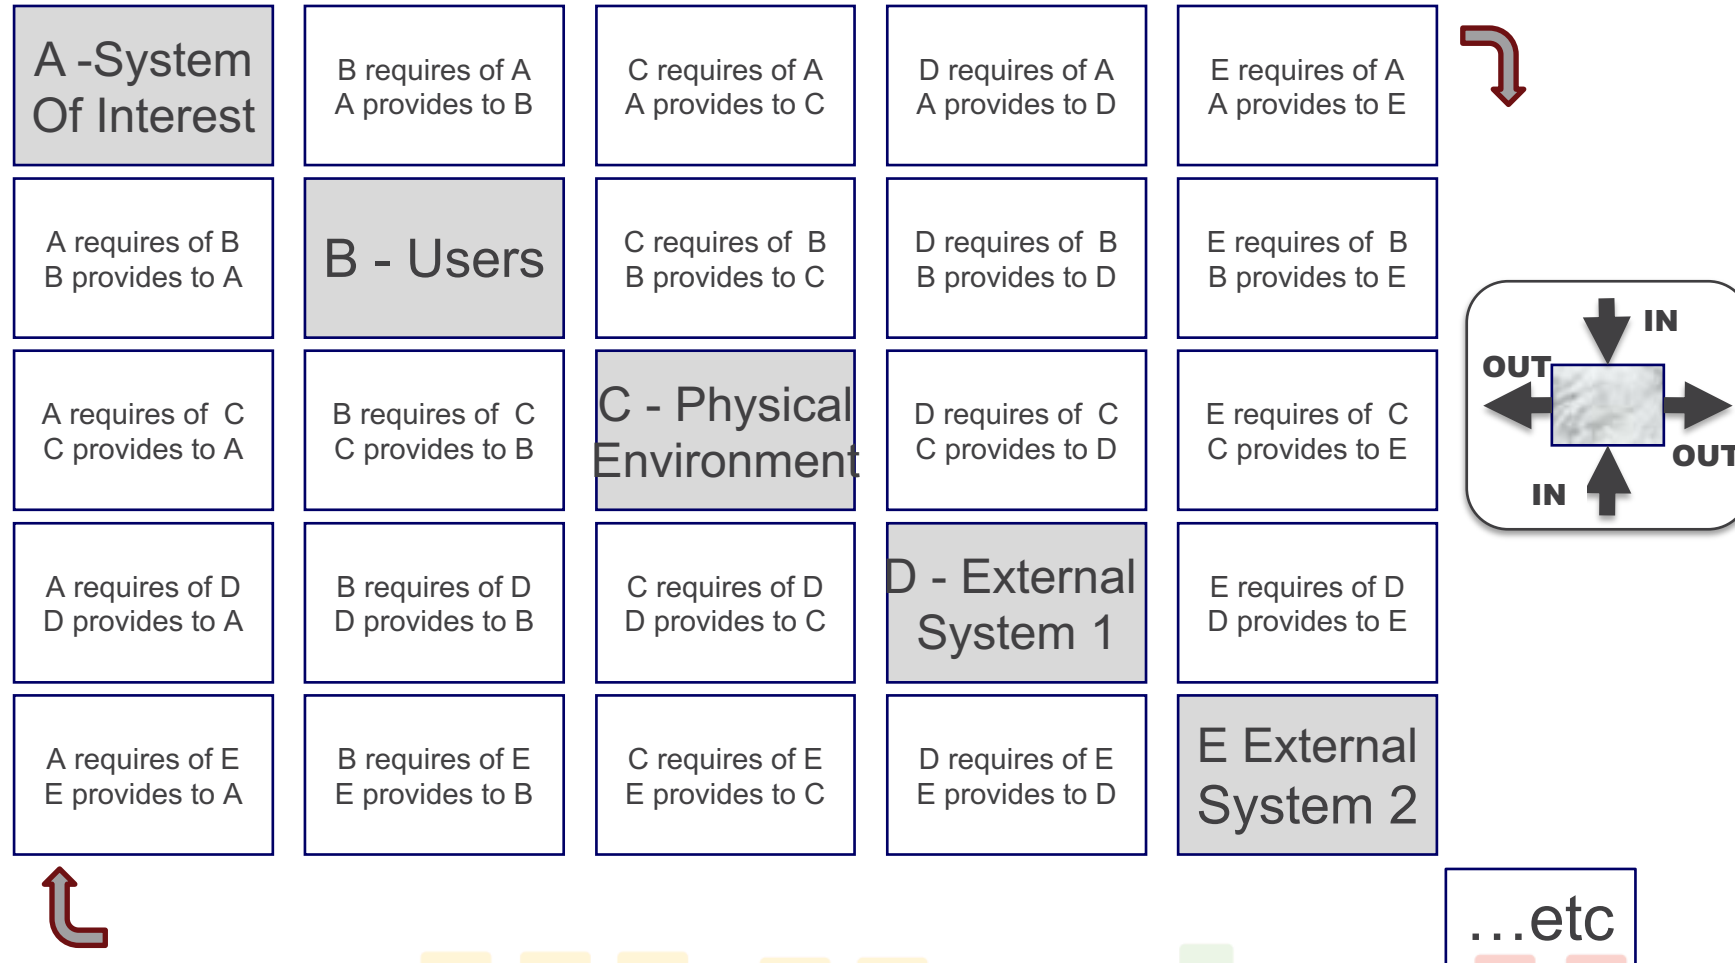 A -System
Of Interest
B requires of A
A provides to B
C requires of A
A provides to C
D requires of A
A provides to D
E requires of A
A provides to E
A requires of B
B provides to A
B - Users
C requires of  B
B provides to C
D requires of  B
B provides to D
E requires of  B
B provides to E
A requires of  C
C provides to A
B requires of  C
C provides to B
C - Physical
Environment
D requires of  C
C provides to D
E requires of  C
C provides to E
IN
OUT
OUT
IN
A requires of D
D provides to A
B requires of D
D provides to B
C requires of D
D provides to C
D - External
System 1
E requires of D
D provides to E
A requires of E
E provides to A
B requires of E
E provides to B
C requires of E
E provides to C
D requires of E
E provides to D
E External
System 2
…etc